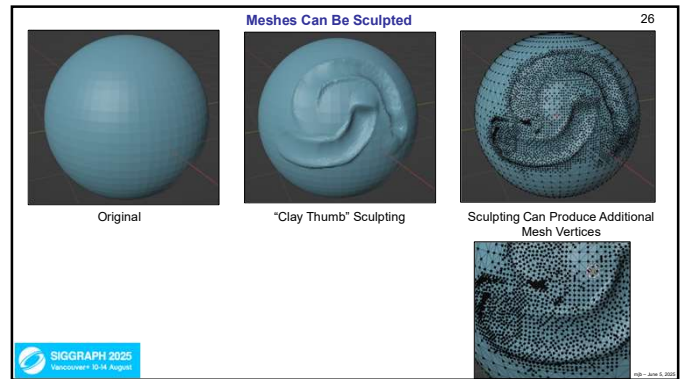 Meshes Can Be Sculpted
26
Original
“Clay Thumb” Sculpting
Sculpting Can Produce Additional
Mesh Vertices
SIGGRAPH 2025
Vancouver+ 10-14 August
mjb – June 5, 2025